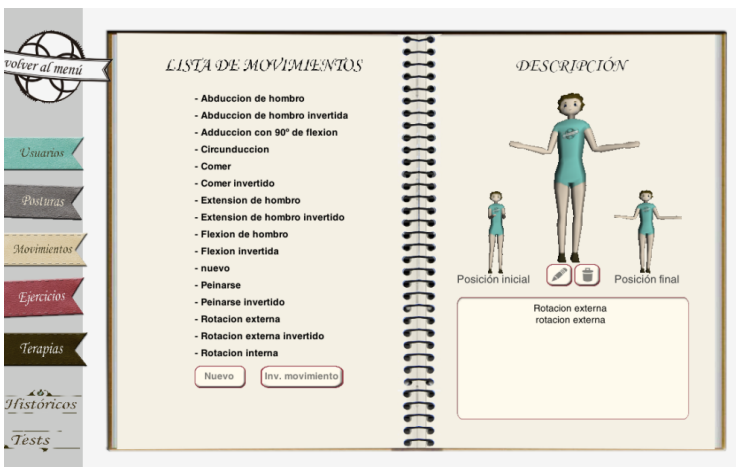 volver al menú
Usuarios
Posturas
Movimientos
Ejercicios
Terapias
Históricos
Tests
LISTA DE MOVIMIENTOS
- Abduccion de hombro
- Abduccion de hombro invertida
- Adduccion con 90º de flexion
- Circunduccion
- Comer
- Comer invertido
- Extension de hombro
- Extension de hombro invertido
- Flexion de hombro
- Flexion invertida
- nuevo
- Peinarse
- Peinarse invertido
- Rotacion externa
- Rotacion externa invertido
- Rotacion interna
Nuevo
Inv. movimiento
DESCRIPCIÓN
Posición inicial
Posición final
Rotacion externa
rotacion externa